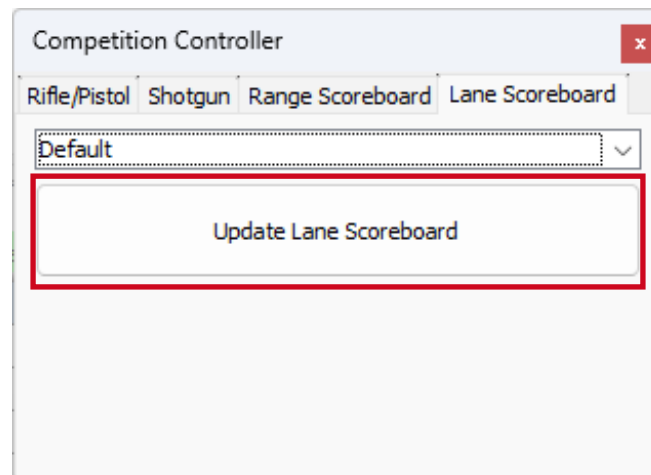 Competition Controller
x
Rifle/Pistol Shotgun Range Scoreboard Lane Scoreboard
Default
Update Lane Scoreboard